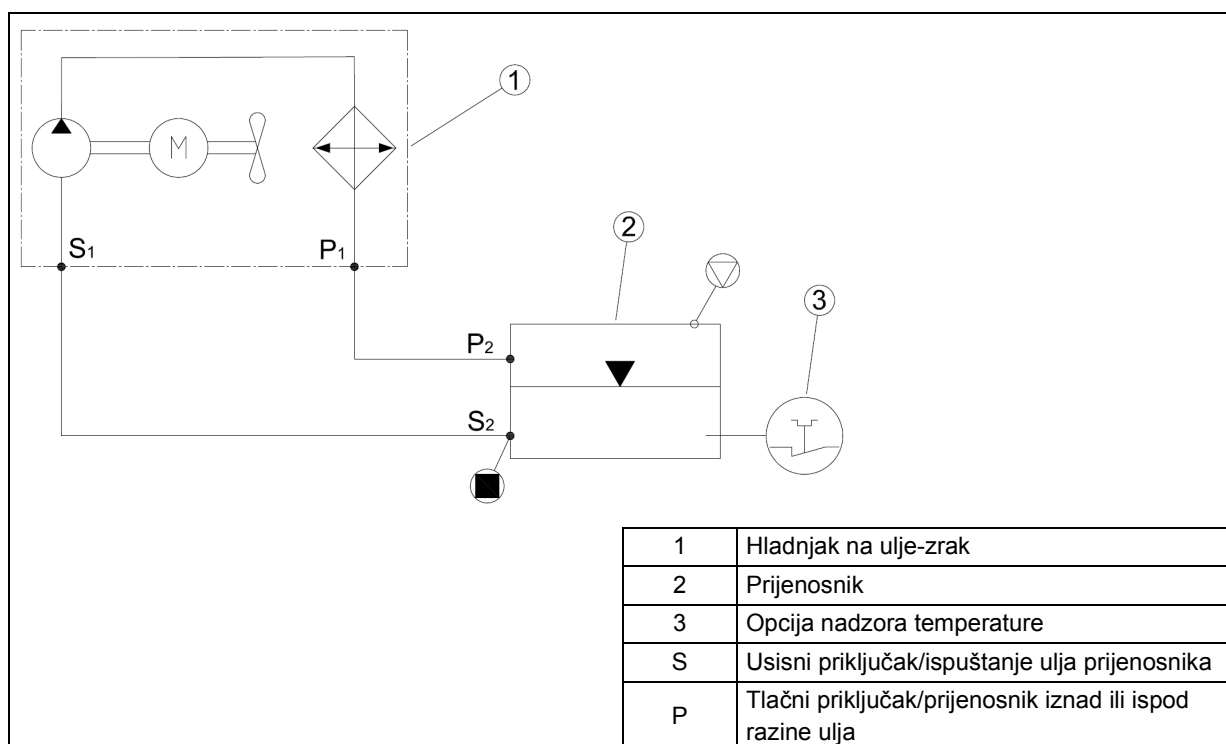 1
M
S1
P1
2
3
P2
S2
1 Hladnjak na ulje-zrak
2 Prijenosnik
3 Opcija nadzora temperature
S Usisni priključak/ispuštanje ulja prijenosnika
P Tlačni priključak/prijenosnik iznad ili ispod
razine ulja